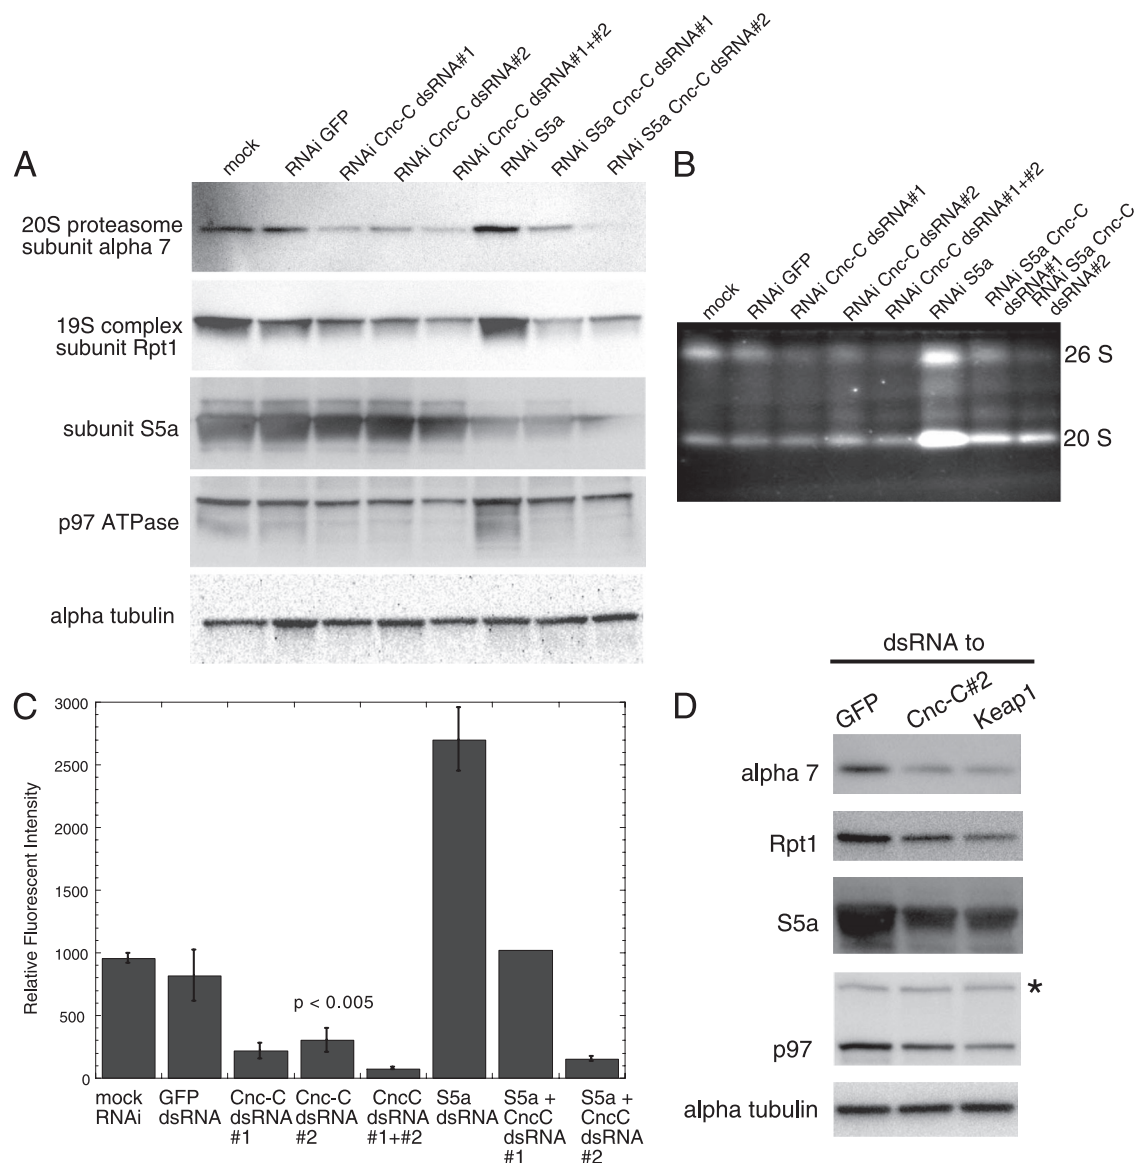 A
mock
RNAi GFP
RNAi Cnc-C dsRNA#1
RNAi Cnc-C dsRNA#2
RNAi Cnc-C dsRNA#1+#2
RNAi S5a
RNAi S5a Cnc-C dsRNA#1
RNAi S5a Cnc-C dsRNA#2
20S proteasome
subunit alpha 7
19S complex
subunit Rpt1
subunit S5a
p97 ATPase
alpha tubulin
B
mock
RNAi GFP
RNAi Cnc-C dsRNA#1
RNAi Cnc-C dsRNA#2
RNAi Cnc-C dsRNA#1+#2
RNAi S5a
RNAi S5a Cnc-C
dsRNA#1
RNAi S5a Cnc-C
dsRNA#2
26 S
20 S
C
Relative Fluorescent Intensity
3000
2500
2000
1500
1000
500
0
p < 0.005
mock
RNAi
GFP
dsRNA
Cnc-C
dsRNA
#1
Cnc-C
dsRNA
#2
CncC
dsRNA
#1+#2
S5a
dsRNA
S5a +
CncC
dsRNA
#1
S5a +
CncC
dsRNA
#2
D
dsRNA to
GFP
Cnc-C#2
Keap1
alpha 7
Rpt1
S5a
*
p97
alpha tubulin